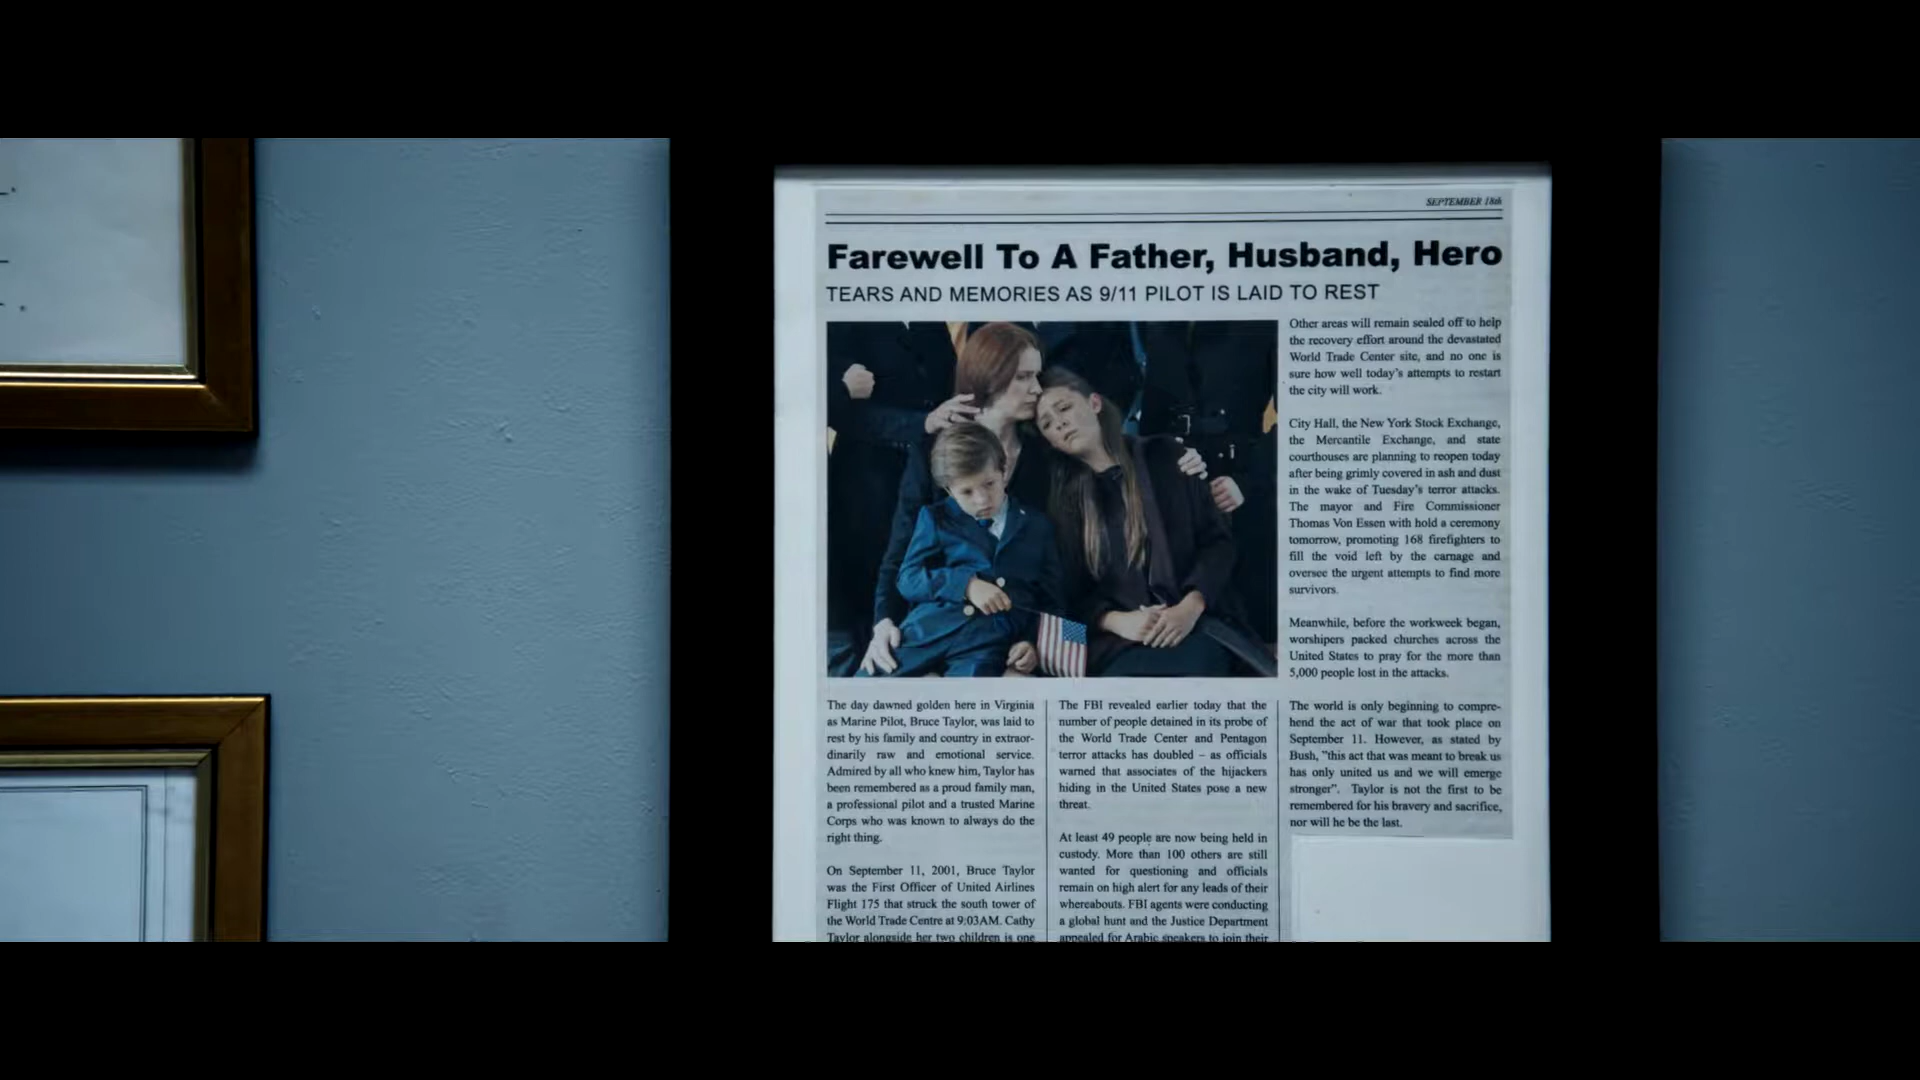 SEPTEMBER 18th
Farewell To A Father, Husband, Hero
TEARS AND MEMORIES AS 9/11 PILOT IS LAID TO REST
The day dawned golden here in Virginia
as Marine Pilot, Bruce Taylor, was laid to
rest by his family and country in extraor-
dinarily raw and emotional service.
Admired by all who knew him, Taylor has
been remembered as a proud family man,
a professional pilot and a trusted Marine
Corps who was known to always do the
right thing.
On September 11, 2001, Bruce Taylor
was the First Officer of United Airlines
Flight 175 that struck the south tower of
the World Trade Centre at 9:03AM. Cathy
Taylor alongside her two children is one
The FBI revealed earlier today that the
number of people detained in its probe of
the World Trade Center and Pentagon
terror attacks has doubled – as officials
warned that associates of the hijackers
hiding in the United States pose a new
threat.
At least 49 people are now being held in
custody. More than 100 others are still
wanted for questioning and officials
remain on high alert for any leads of their
whereabouts. FBI agents were conducting
a global hunt and the Justice Department
appealed for Arabic speakers to join their
Other areas will remain sealed off to help
the recovery effort around the devastated
World Trade Center site, and no one is
sure how well today's attempts to restart
the city will work.
City Hall, the New York Stock Exchange,
the Mercantile Exchange, and state
courthouses are planning to reopen today
after being grimly covered in ash and dust
in the wake of Tuesday's terror attacks.
The mayor and Fire Commissioner
Thomas Von Essen with hold a ceremony
tomorrow, promoting 168 firefighters to
fill the void left by the carnage and
oversee the urgent attempts to find more
survivors.
Meanwhile, before the workweek began,
worshipers packed churches across the
United States to pray for the more than
5,000 people lost in the attacks.
The world is only beginning to compre-
hend the act of war that took place on
September 11. However, as stated by
Bush, "this act that was meant to break us
has only united us and we will emerge
stronger". Taylor is not the first to be
remembered for his bravery and sacrifice,
nor will he be the last.